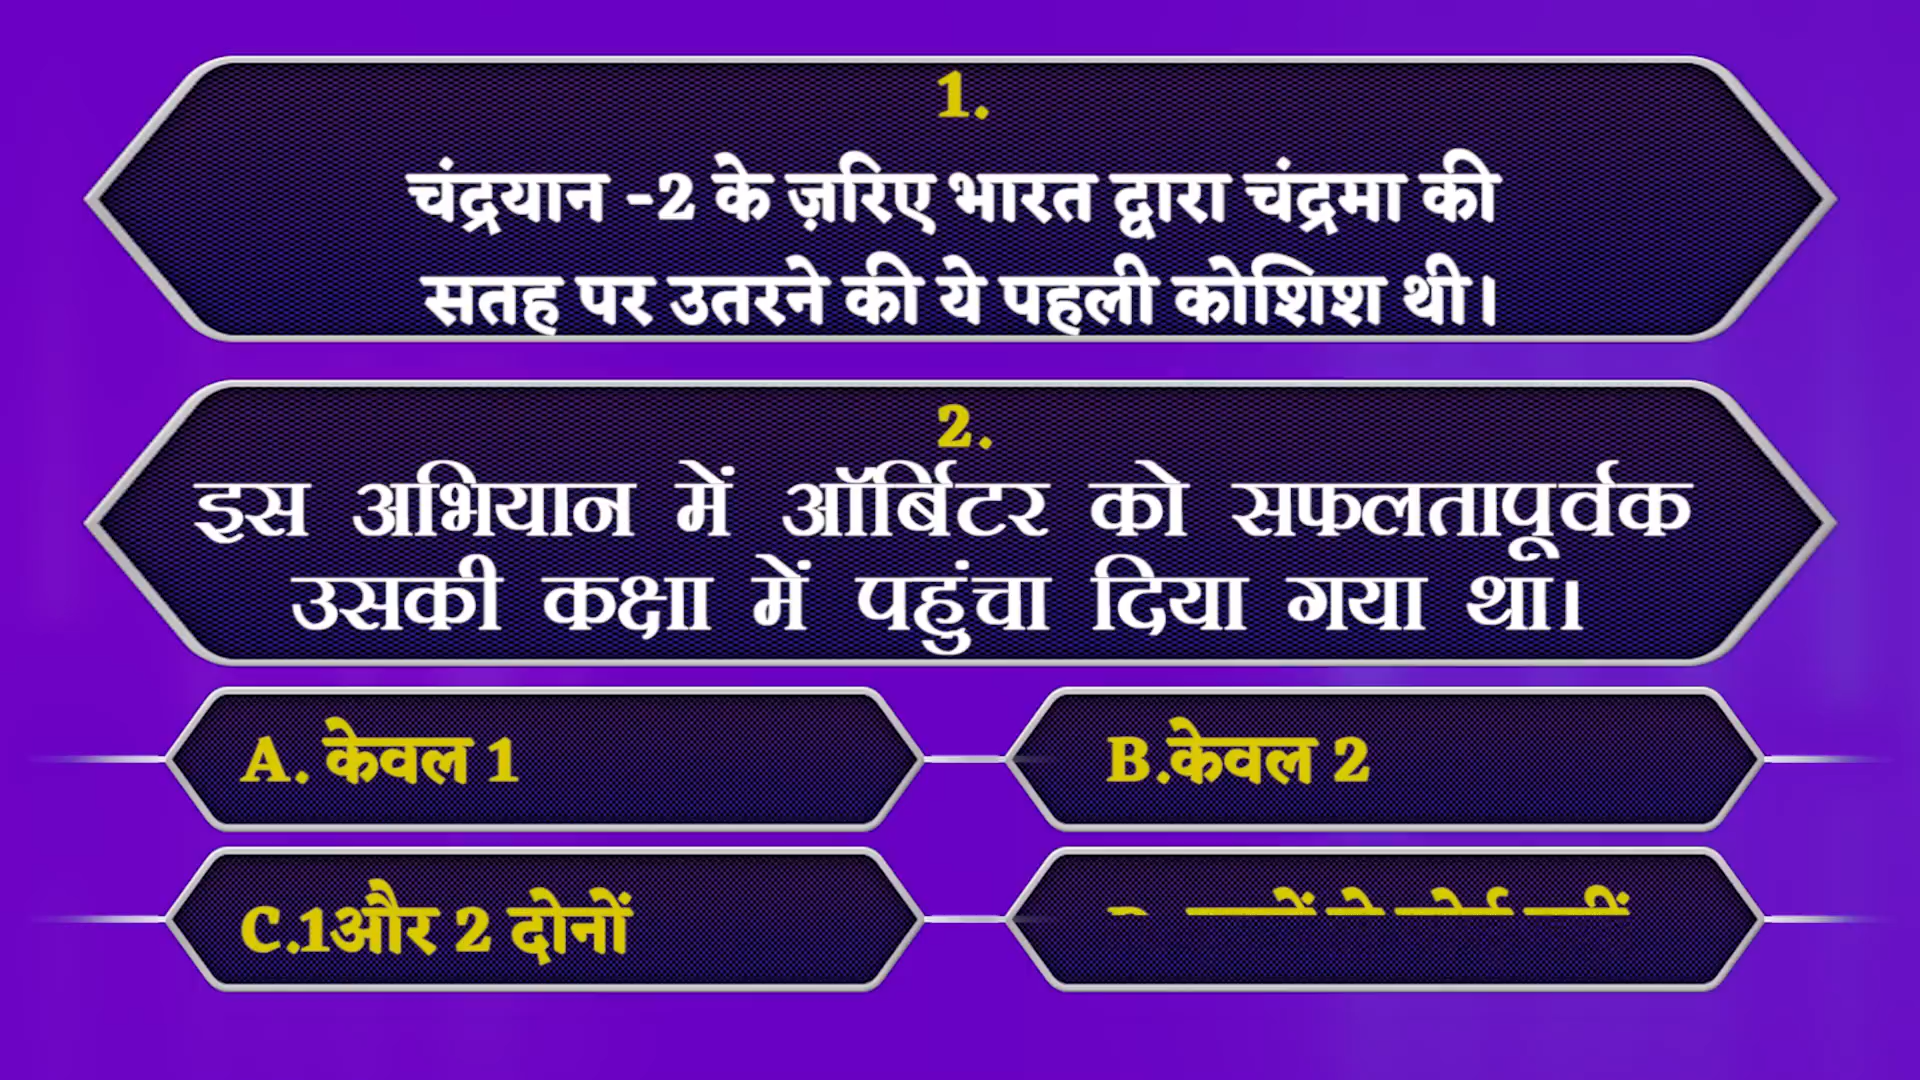 1.
चंद्रयान -2 के ज़रिए भारत द्वारा चंद्रमा की
सतह पर उतरने की ये पहली कोशिश थी।
2.
इस अभियान में ऑर्बिटर को सफलतापूर्वक
उसकी कक्षा में पहुंचा दिया गया था।
A. केवल 1
B.केवल 2
C.1और 2 दोनों